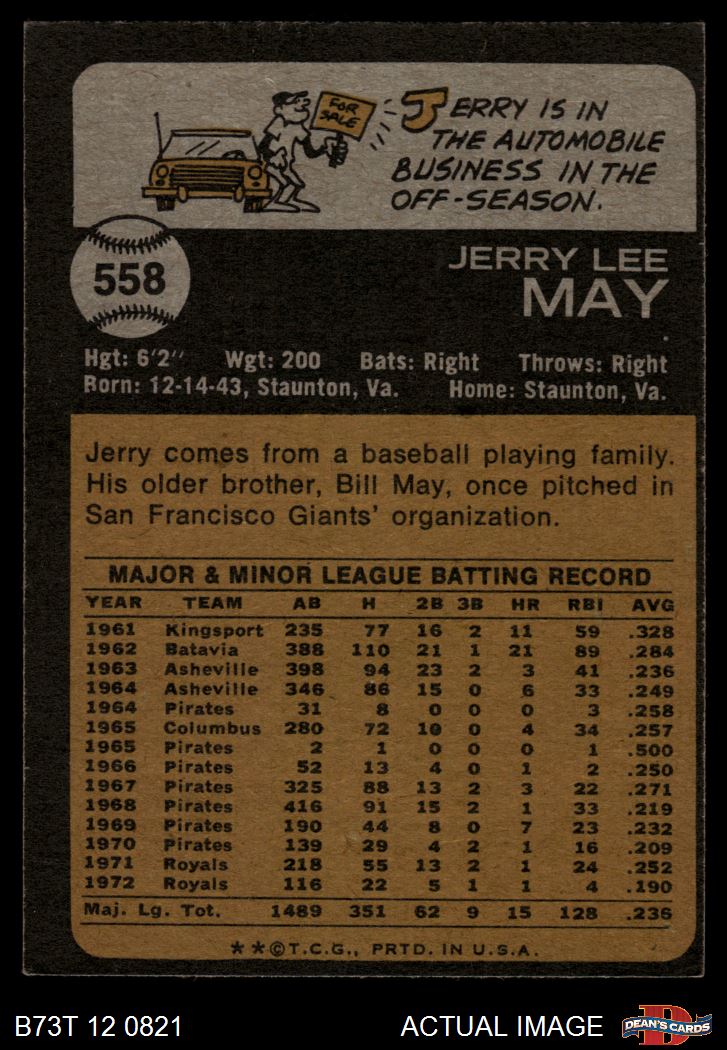 FOR
SALE
JERRY IS IN
THE AUTOMOBILE
BUSINESS IN THE
OFF-SEASON.
558
JERRY LEE
MAY
Hgt: 6'2" Wgt: 200 Bats: Right Throws: Right
Born: 12-14-43, Staunton, Va. Home: Staunton, Va.
Jerry comes from a baseball playing family.
His older brother, Bill May, once pitched in
San Francisco Giants' organization.
MAJOR & MINOR LEAGUE BATTING RECORD
YEAR TEAM AB H 2B 3B HR RBI AVG
1961 Kingsport 235 77 16 2 11 59 .328
1962 Batavia 388 110 21 1 21 89 .284
1963 Asheville 398 94 23 2 3 41 .236
1964 Asheville 346 86 15 0 6 33 .249
1964 Pirates 31 8 0 0 0 3 .258
1965 Columbus 280 72 10 0 4 34 .257
1965 Pirates 2 1 0 0 0 1 .500
1966 Pirates 52 13 4 0 1 2 .250
1967 Pirates 325 88 13 2 3 22 .271
1968 Pirates 416 91 15 2 1 33 .219
1969 Pirates 190 44 8 0 7 23 .232
1970 Pirates 139 29 4 2 1 16 .209
1971 Royals 218 55 13 2 1 24 .252
1972 Royals 116 22 5 1 1 4 .190
Maj. Lg. Tot. 1489 351 62 9 15 128 .236
**©T.C.G., PRTD. IN U.S.A.
B73T 12 0821 ACTUAL IMAGE
D
DEAN'S CARDS